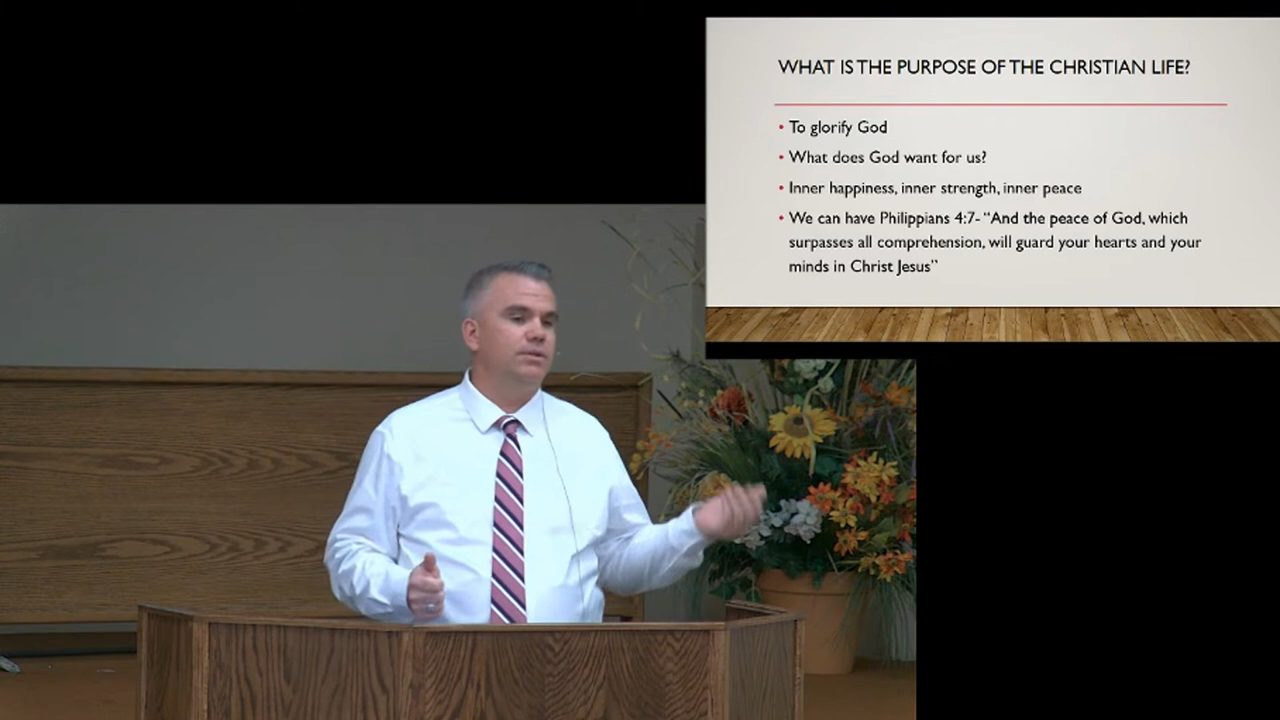 WHAT IS THE PURPOSE OF THE CHRISTIAN LIFE?
• To glorify God
• What does God want for us?
• Inner happiness, inner strength, inner peace
• We can have Philippians 4:7- “And the peace of God, which
surpasses all comprehension, will guard your hearts and your
minds in Christ Jesus”